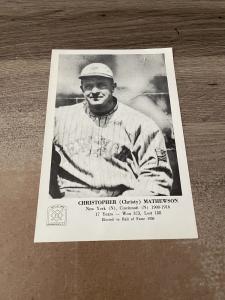 CHRISTOPHER (Christy) MATHEWSON
New York (N), Cincinnati (N) 1900-1916
17 Years — Won 373, Lost 188
Elected to Hall of Fame 1936